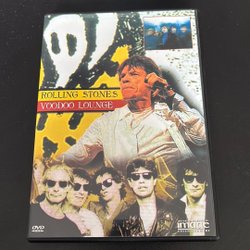 ROLLING STONES
VOODOO LOUNGE
DVD
image